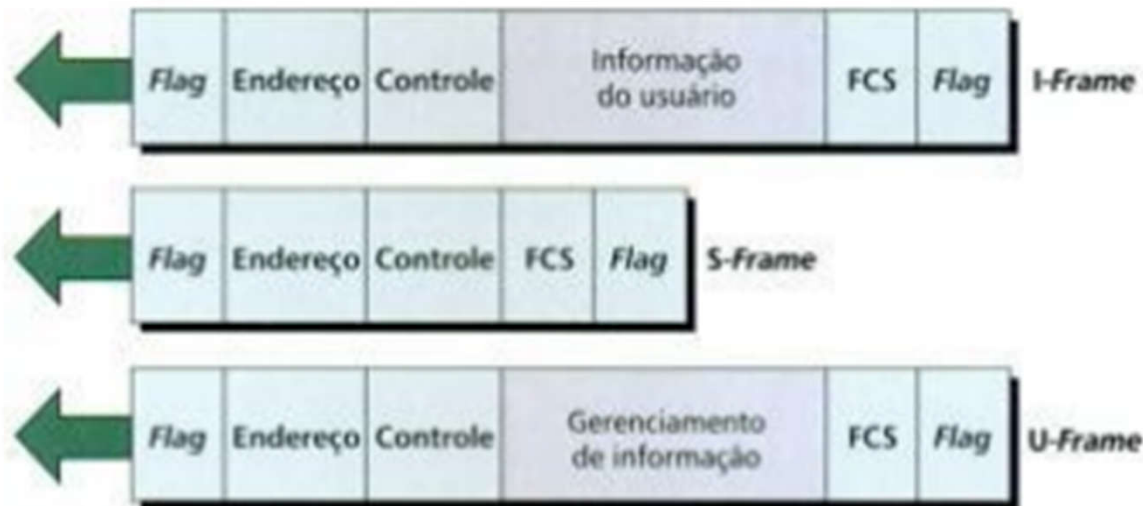 Flag Endereço Controle Informação do usuário FCS Flag I-Frame
Flag Endereço Controle FCS Flag S-Frame
Flag Endereço Controle Gerenciamento de informação FCS Flag U-Frame